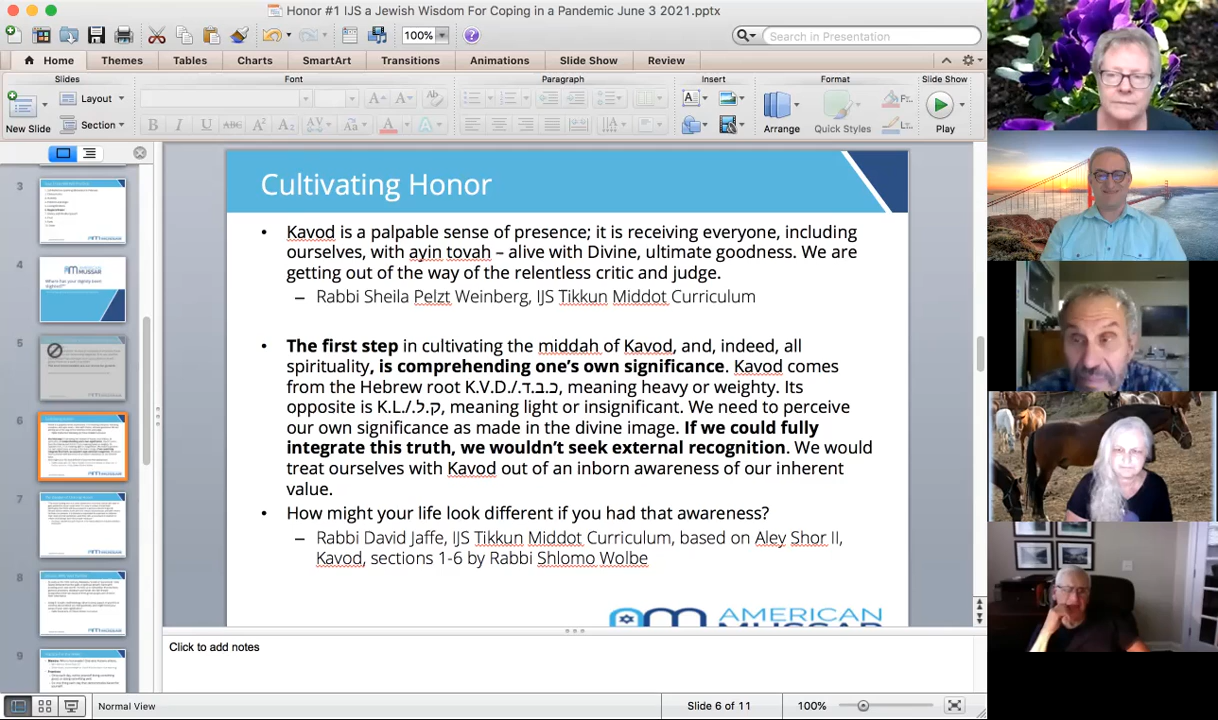 Honor #1 IJS a Jewish Wisdom For Coping in a Pandemic June 3 2021.pptx
100%
Search in Presentation
Home
Themes
Tables
Charts
SmartArt
Transitions
Animations
Slide Show
Review
Slides
Font
Paragraph
Insert
Format
Slide Show
New Slide
Layout
Section
B I U ABC A² A₂ AV Aa A A
Arrange
Quick Styles
Play
3
4
5
6
7
8
9
Cultivating Honor
• Kavod is a palpable sense of presence; it is receiving everyone, including
ourselves, with ayin tovah – alive with Divine, ultimate goodness. We are
getting out of the way of the relentless critic and judge.
– Rabbi Sheila Pelzt Weinberg, IJS Tikkun Middot Curriculum
• The first step in cultivating the middah of Kavod, and, indeed, all
spirituality, is comprehending one's own significance. Kavod comes
from the Hebrew root K.V.D./.כ.ב.ד, meaning heavy or weighty. Its
opposite is K.L./.ק.ל, meaning light or insignificant. We need to perceive
our own significance as made in the divine image. If we could fully
integrate this truth, we wouldn't seek external recognition. We would
treat ourselves with Kavod out of an inborn awareness of our inherent
value.
• How might your life look different if you had that awareness?
– Rabbi David Jaffe, IJS Tikkun Middot Curriculum, based on Aley Shor II,
Kavod, sections 1-6 by Rabbi Shlomo Wolbe
AMERICAN
MUSSAR
Click to add notes
Normal View
Slide 6 of 11
100%